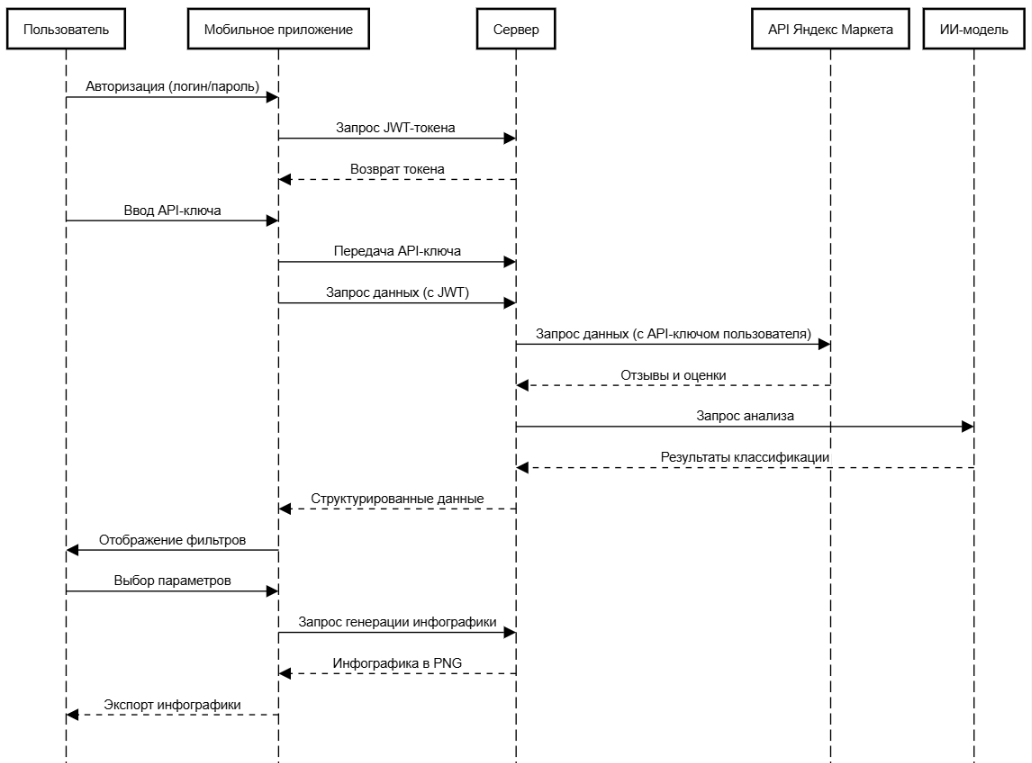 Пользователь
Мобильное приложение
Сервер
API Яндекс Маркета
ИИ-модель
Авторизация (логин/пароль)
Запрос JWT-токена
Возврат токена
Ввод API-ключа
Передача API-ключа
Запрос данных (с JWT)
Запрос данных (с API-ключом пользователя)
Отзывы и оценки
Запрос анализа
Результаты классификации
Структурированные данные
Отображение фильтров
Выбор параметров
Запрос генерации инфографики
Инфографика в PNG
Экспорт инфографики